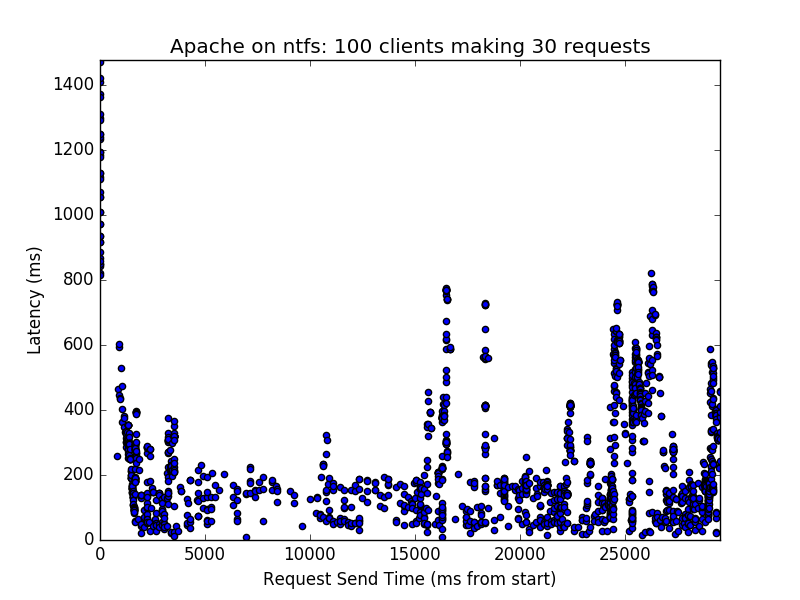 Apache on ntfs: 100 clients making 30 requests
1400
1200
1000
800
600
400
200
0
Latency (ms)
0 5000 10000 15000 20000 25000
Request Send Time (ms from start)